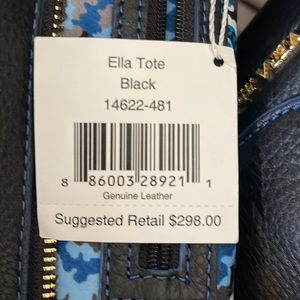 Ella Tote
Black
14622-481
8 86003 28921 1
Genuine Leather
Suggested Retail $298.00